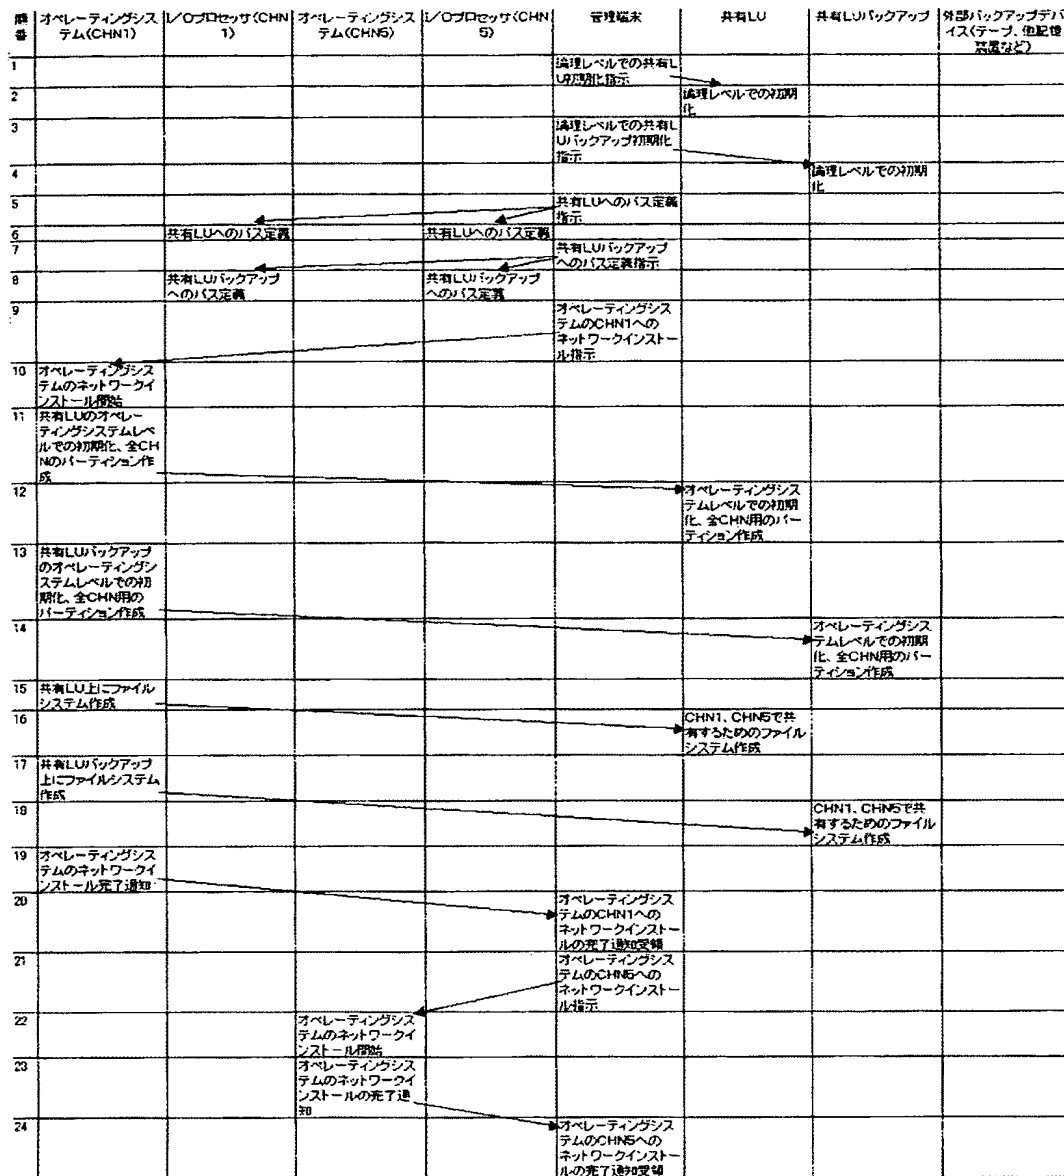 順番
オペレーティングシス
テム(CHN1)
I/Oプロセッサ(CHN
1)
オペレーティングシス
テム(CHN5)
I/Oプロセッサ(CHN
5)
管理端末
共有LU
共有LUバックアップ
外部バックアップデバ
イス(テープ、他記憶
装置など)
1
論理レベルでの共有L
U初期化指示
2
論理レベルでの初期
化
3
論理レベルでの共有L
Uバックアップ初期化
指示
4
論理レベルでの初期
化
5
共有LUへのパス定義
指示
6
共有LUへのパス定義
共有LUへのパス定義
7
共有LUバックアップ
へのパス定義指示
8
共有LUバックアップ
へのパス定義
共有LUバックアップ
へのパス定義
9
オペレーティングシス
テムのCHN1への
ネットワークインストー
ル指示
10
オペレーティングシス
テムのネットワークイ
ンストール開始
11
共有LUのオペレー
ティングシステムレベ
ルでの初期化、全CH
Nのパーティション作
成
12
オペレーティングシス
テムレベルでの初期
化、全CHN用のパー
ティション作成
13
共有LUバックアップ
のオペレーティングシ
ステムレベルでの初
期化、全CHN用の
パーティション作成
14
オペレーティングシス
テムレベルでの初期
化、全CHN用のパー
ティション作成
15
共有LU上にファイル
システム作成
16
CHN1、CHN5で共
有するためのファイル
システム作成
17
共有LUバックアップ
上にファイルシステム
作成
18
CHN1、CHN5で共
有するためのファイル
システム作成
19
オペレーティングシス
テムのネットワークイ
ンストール完了通知
20
オペレーティングシス
テムのCHN1への
ネットワークインストー
ルの完了通知受領
21
オペレーティングシス
テムのCHN5への
ネットワークインストー
ル指示
22
オペレーティングシス
テムのネットワークイ
ンストール開始
23
オペレーティングシス
テムのネットワークイ
ンストールの完了通
知
24
オペレーティングシス
テムのCHN5への
ネットワークインストー
ルの完了通知受領